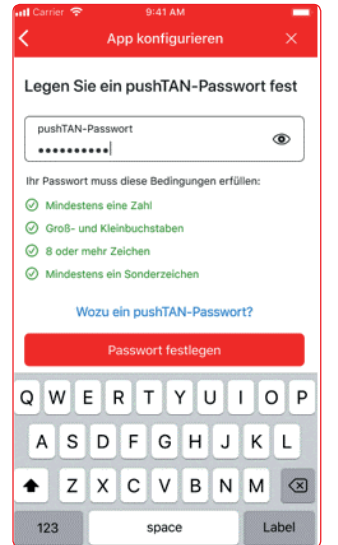 Carrier 9:41 AM
App konfigurieren
Legen Sie ein pushTAN-Passwort fest
pushTAN-Passwort
••••••••••
Ihr Passwort muss diese Bedingungen erfüllen:
Mindestens eine Zahl
Groß- und Kleinbuchstaben
8 oder mehr Zeichen
Mindestens ein Sonderzeichen
Wozu ein pushTAN-Passwort?
Passwort festlegen
Q W E R T Y U I O P
A S D F G H J K L
Z X C V B N M
123 space Label